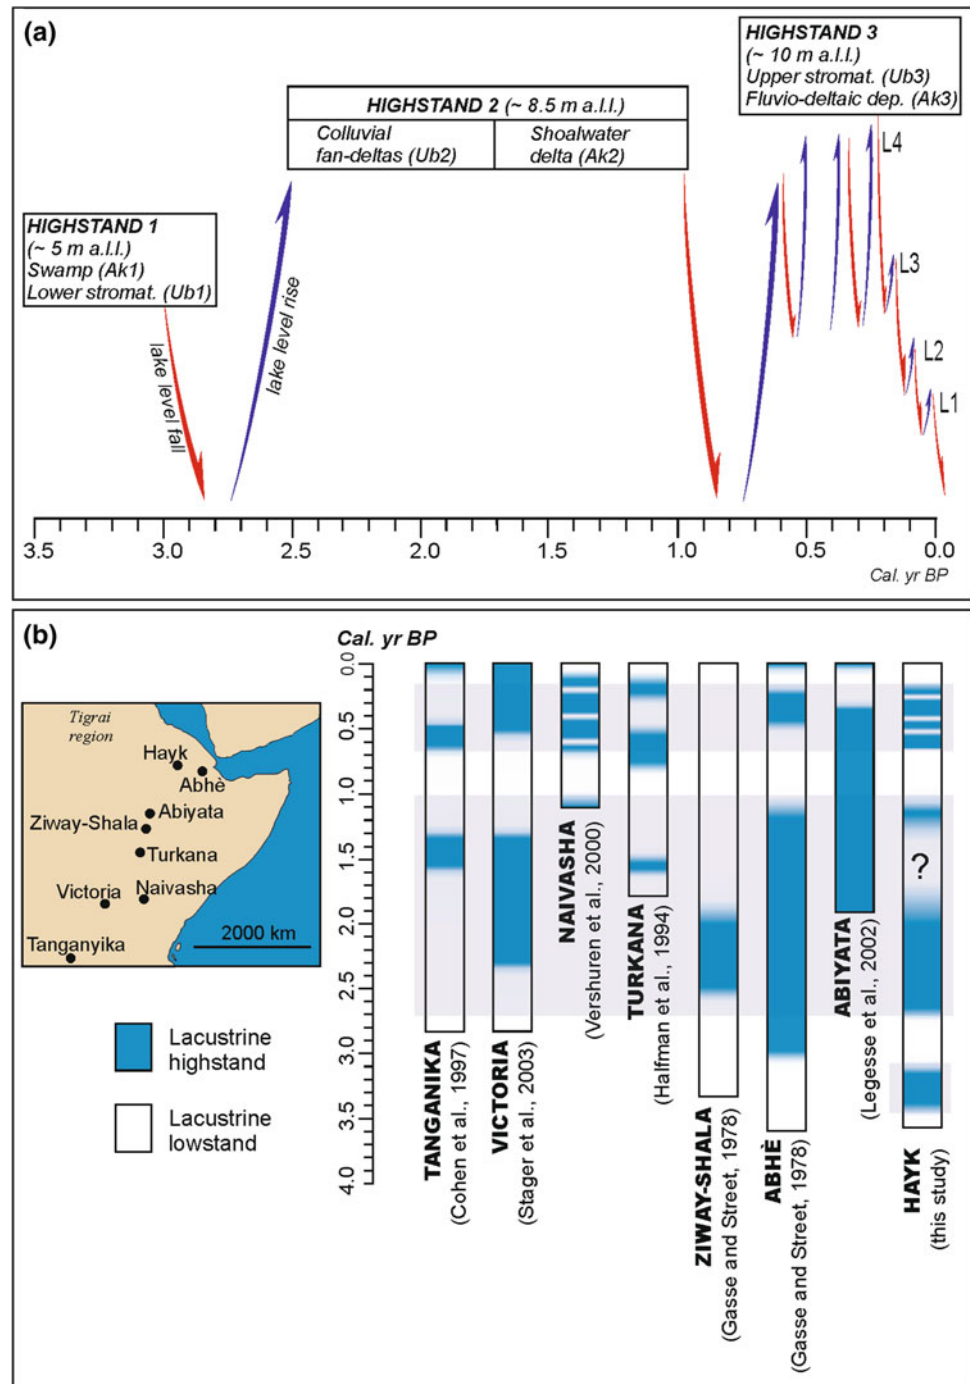 (a)
HIGHSTAND 1
(~ 5 m a.l.l.)
Swamp (Ak1)
Lower stromat. (Ub1)
HIGHSTAND 2 (~ 8.5 m a.l.l.)
Colluvial
fan-deltas (Ub2)
Shoalwater
delta (Ak2)
HIGHSTAND 3
(~ 10 m a.l.l.)
Upper stromat. (Ub3)
Fluvio-deltaic dep. (Ak3)
lake level fall
lake level rise
L4
L3
L2
L1
3.5 3.0 2.5 2.0 1.5 1.0 0.5 0.0
Cal. yr BP
(b)
Cal. yr BP
0.0
0.5
1.0
1.5
2.0
2.5
3.0
3.5
4.0
Tigrai
region
Hayk
Abhè
Abiyata
Ziway-Shala
Turkana
Victoria
Naivasha
Tanganyika
2000 km
Lacustrine
highstand
Lacustrine
lowstand
TANGANIKA
(Cohen et al., 1997)
VICTORIA
(Stager et al., 2003)
NAIVASHA
(Vershuren et al., 2000)
TURKANA
(Halfman et al., 1994)
ZIWAY-SHALA
(Gasse and Street, 1978)
ABHÈ
(Gasse and Street, 1978)
ABIYATA
(Legesse et al., 2002)
?
HAYK
(this study)